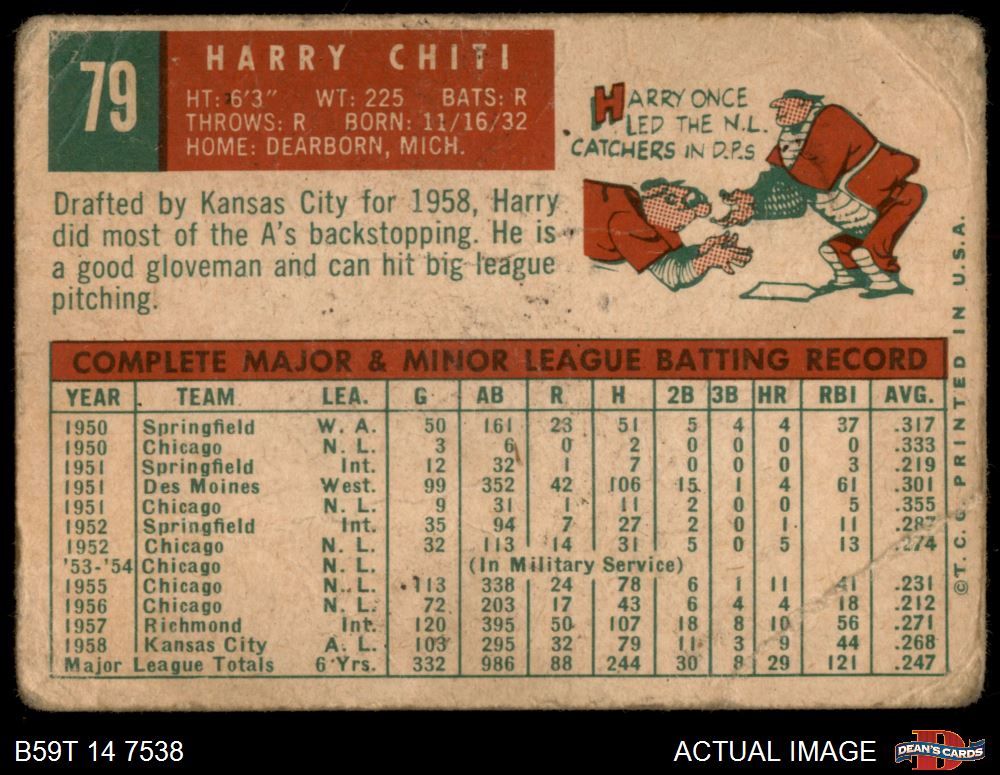 79
HARRY CHITI
HT: 6'3" WT: 225 BATS: R
THROWS: R BORN: 11/16/32
HOME: DEARBORN, MICH.
HARRY ONCE
LED THE N.L.
CATCHERS IN D.P.s
Drafted by Kansas City for 1958, Harry
did most of the A's backstopping. He is
a good gloveman and can hit big league
pitching.
COMPLETE MAJOR & MINOR LEAGUE BATTING RECORD
YEAR TEAM LEA. G AB R H 2B 3B HR RBI AVG.
1950 Springfield W. A. 50 161 23 51 5 4 4 37 .317
1950 Chicago N. L. 3 6 0 2 0 0 0 0 .333
1951 Springfield Int. 12 32 1 7 0 0 0 3 .219
1951 Des Moines West. 99 352 42 106 15 1 4 61 .301
1951 Chicago N. L. 9 31 1 11 2 0 0 5 .355
1952 Springfield Int. 35 94 7 27 2 0 1 11 .287
1952 Chicago N. L. 32 113 14 31 5 0 5 13 .274
'53-'54 Chicago N. L. (In Military Service)
1955 Chicago N. L. 113 338 24 78 6 1 11 41 .231
1956 Chicago N. L. 72 203 17 43 6 4 4 18 .212
1957 Richmond Int. 120 395 50 107 18 8 10 56 .271
1958 Kansas City A. L. 103 295 32 79 11 3 9 44 .268
Major League Totals 6 Yrs. 332 986 88 244 30 8 29 121 .247
©T.C.G. PRINTED IN U.S.A.
B59T 14 7538
ACTUAL IMAGE
D
DEAN'S CARDS